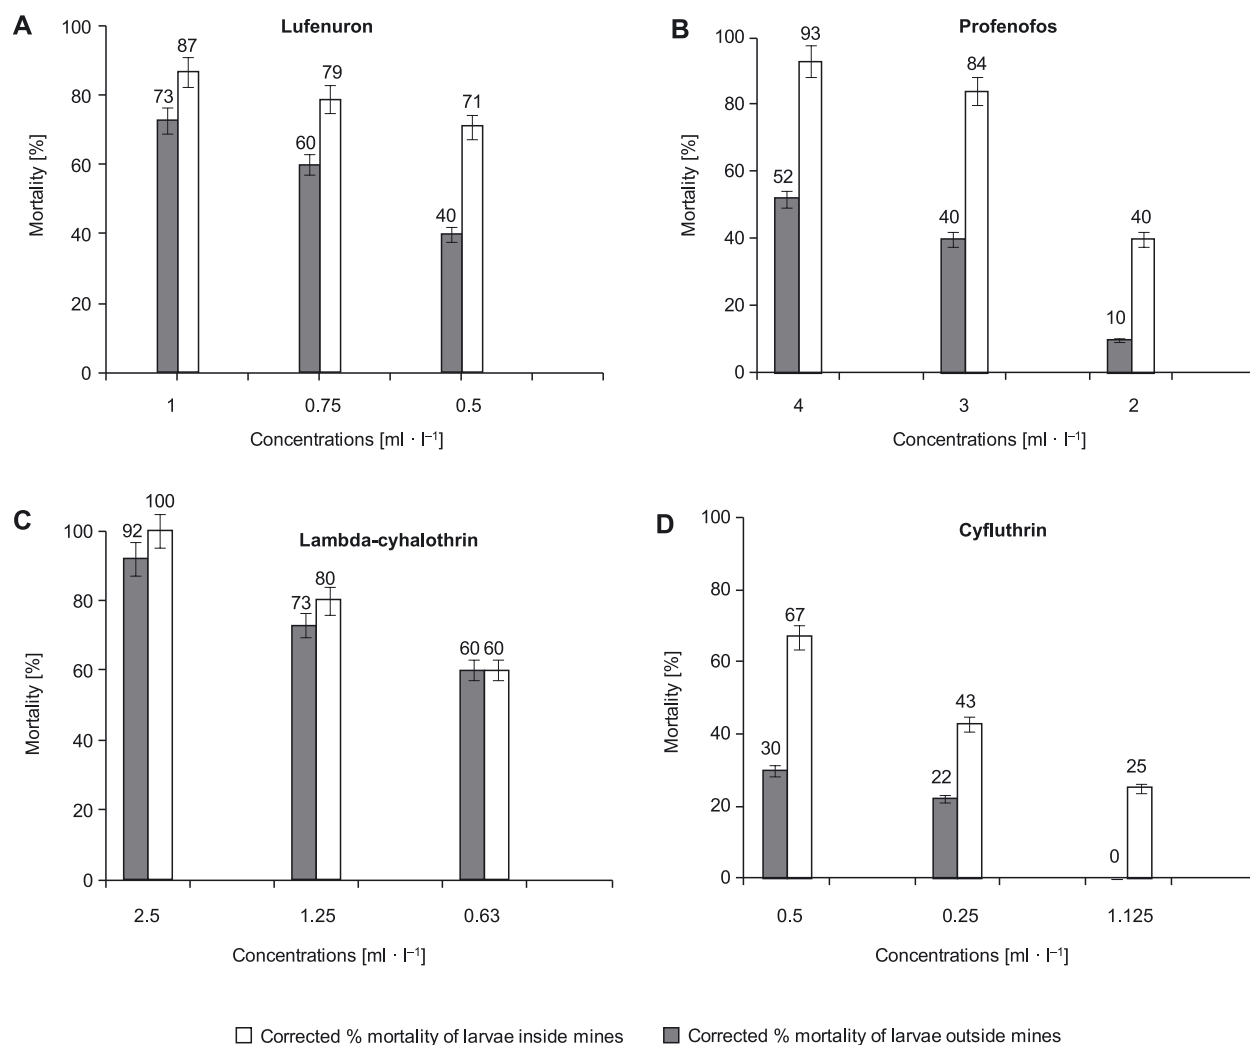 A
Lufenuron
100
80
60
40
20
0
Mortality [%]
73 87
60 79
40 71
1 0.75 0.5
Concentrations [ml · l⁻¹]
B
Profenofos
100
80
60
40
20
0
Mortality [%]
52 93
40 84
10 40
4 3 2
Concentrations [ml · l⁻¹]
C
Lambda-cyhalothrin
100
80
60
40
20
0
Mortality [%]
92 100
73 80
60 60
2.5 1.25 0.63
Concentrations [ml · l⁻¹]
D
Cyfluthrin
100
80
60
40
20
0
Mortality [%]
30 67
22 43
0 25
0.5 0.25 1.125
Concentrations [ml · l⁻¹]
Corrected % mortality of larvae inside mines Corrected % mortality of larvae outside mines